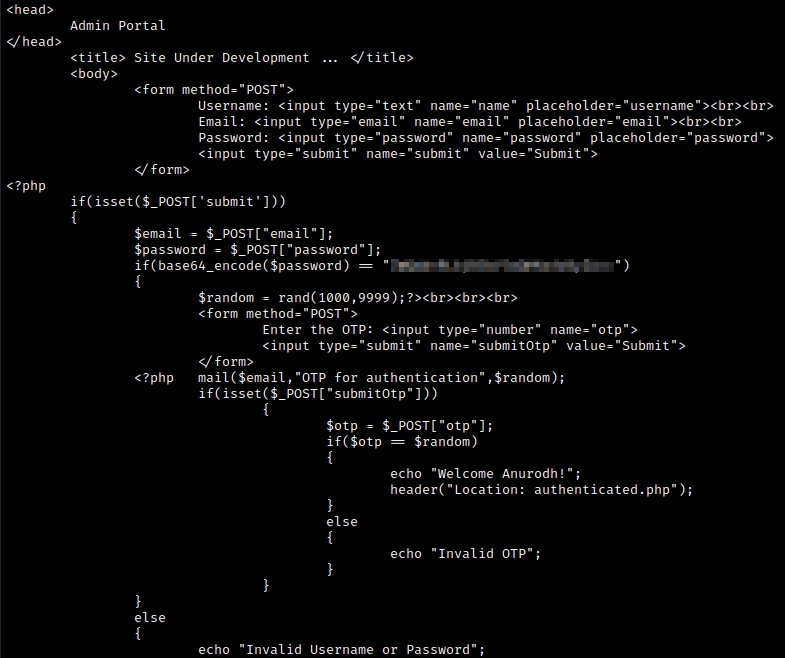 <head>
        Admin Portal
</head>
        <title> Site Under Development ... </title>
        <body>
                <form method="POST">
                        Username: <input type="text" name="name" placeholder="username"><br><br>
                        Email: <input type="email" name="email" placeholder="email"><br><br>
                        Password: <input type="password" name="password" placeholder="password">
                        <input type="submit" name="submit" value="Submit">
                </form>
<?php
        if(isset($_POST['submit']))
        {
                $email = $_POST["email"];
                $password = $_POST["password"];
                if(base64_encode($password) == "")
                {
                        $random = rand(1000,9999);?><br><br><br>
                        <form method="POST">
                                Enter the OTP: <input type="number" name="otp">
                                <input type="submit" name="submitOtp" value="Submit">
                        </form>
                <?php   mail($email,"OTP for authentication",$random);
                        if(isset($_POST["submitOtp"]))
                                {
                                        $otp = $_POST["otp"];
                                        if($otp == $random)
                                        {
                                                echo "Welcome Anurodh!";
                                                header("Location: authenticated.php");
                                        }
                                        else
                                        {
                                                echo "Invalid OTP";
                                        }
                                }
                }
                else
                {
                        echo "Invalid Username or Password";